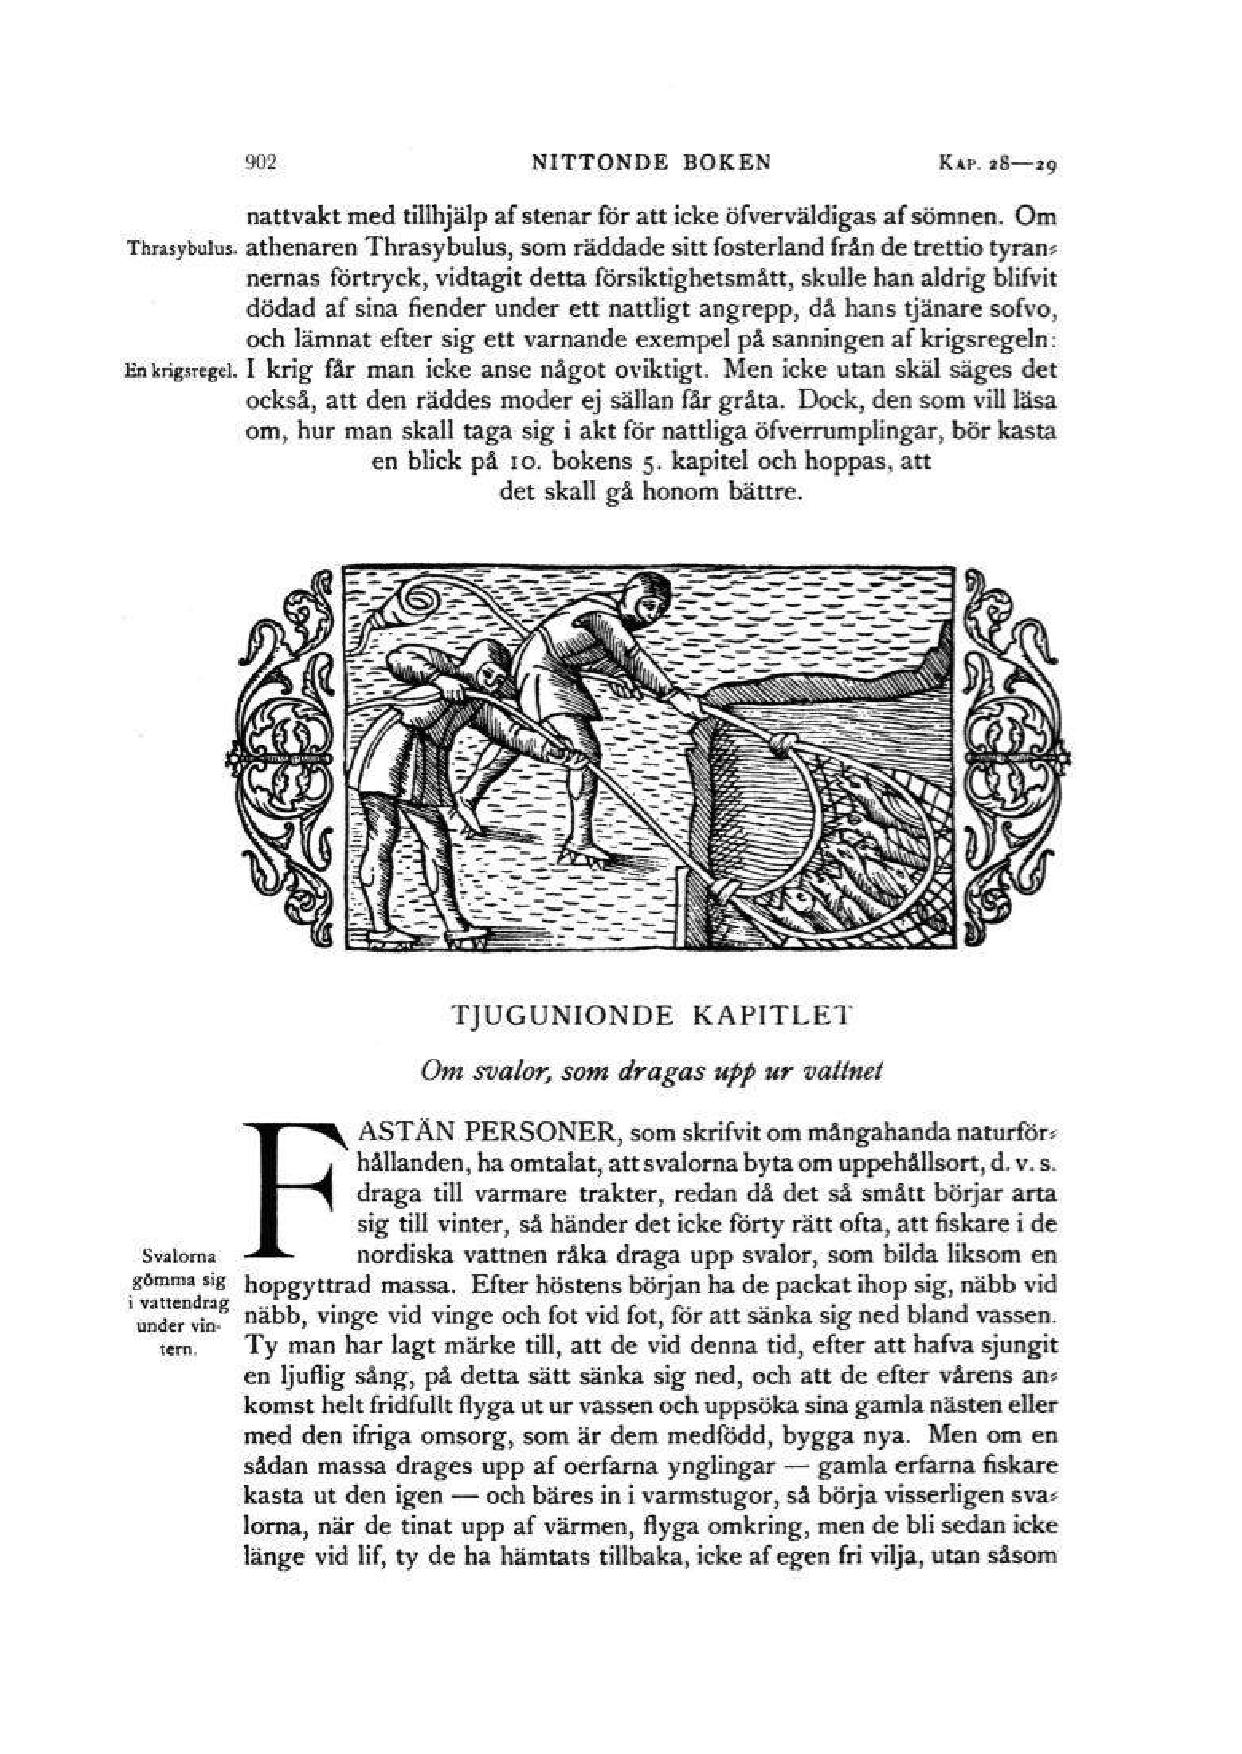 902 NITTONDE BOKEN KAP. 28—29
nattvakt med tillhjälp af stenar för att icke öfverväldigas af sömnen. Om
Thrasybulus. athenaren Thrasybulus, som räddade sitt fosterland från de trettio tyran-
nernas förtryck, vidtagit detta försiktighetsmått, skulle han aldrig blifvit
dödad af sina fiender under ett nattligt angrepp, då hans tjänare sofvo,
och lämnat efter sig ett varnande exempel på sanningen af krigsregeln:
En krigsregel. I krig får man icke anse något oviktigt. Men icke utan skäl säges det
också, att den räddes moder ej sällan får gråta. Dock, den som vill läsa
om, hur man skall taga sig i akt för nattliga öfverrumplingar, bör kasta
en blick på 10. bokens 5. kapitel och hoppas, att
det skall gå honom bättre.
TJUGUNIONDE KAPITLET
Om svalor, som dragas upp ur vattnet
FASTÄN PERSONER, som skrifvit om mångahanda naturför-
hållanden, ha omtalat, att svalorna byta om uppehållsort, d. v. s.
draga till varmare trakter, redan då det så smått börjar arta
sig till vinter, så händer det icke förty rätt ofta, att fiskare i de
nordiska vattnen råka draga upp svalor, som bilda liksom en
hopgyttrad massa. Efter höstens början ha de packat ihop sig, näbb vid
näbb, vinge vid vinge och fot vid fot, för att sänka sig ned bland vassen.
Ty man har lagt märke till, att de vid denna tid, efter att hafva sjungit
en ljuflig sång, på detta sätt sänka sig ned, och att de efter vårens an-
komst helt fridfullt flyga ut ur vassen och uppsöka sina gamla nästen eller
med den ifriga omsorg, som är dem medfödd, bygga nya. Men om en
sådan massa drages upp af oerfarna ynglingar — gamla erfarna fiskare
kasta ut den igen — och bäres in i varmstugor, så börja visserligen sva-
lorna, när de tinat upp af värmen, flyga omkring, men de bli sedan icke
länge vid lif, ty de ha hämtats tillbaka, icke af egen fri vilja, utan såsom
Svalorna
gömma sig
i vattendrag
under vin-
tern.